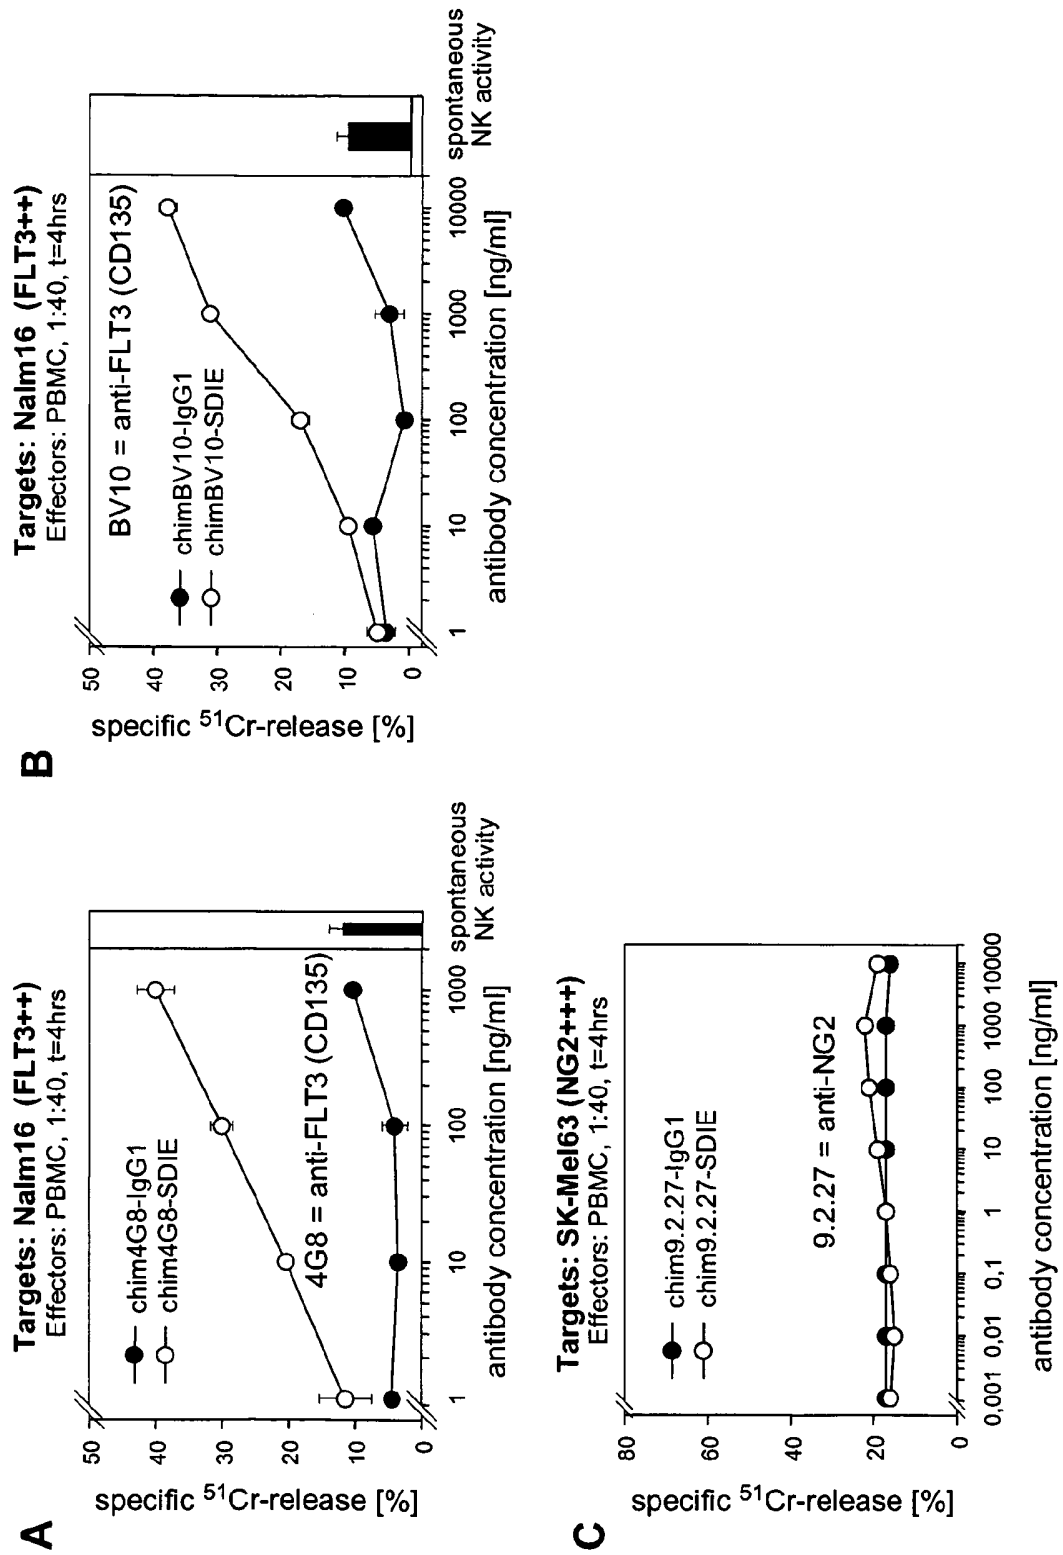 A
Targets: Nalm16 (FLT3++)
Effectors: PBMC, 1:40, t=4hrs
chim4G8-IgG1
chim4G8-SDIE
4G8 = anti-FLT3 (CD135)
50
40
30
20
10
0
specific 51Cr-release [%]
1
10
100
1000
antibody concentration [ng/ml]
spontaneous
NK activity
B
Targets: Nalm16 (FLT3++)
Effectors: PBMC, 1:40, t=4hrs
BV10 = anti-FLT3 (CD135)
chimBV10-IgG1
chimBV10-SDIE
50
40
30
20
10
0
specific 51Cr-release [%]
1
10
100
1000
10000
antibody concentration [ng/ml]
spontaneous
NK activity
C
Targets: SK-Mel63 (NG2+++)
Effectors: PBMC, 1:40, t=4hrs
chim9.2.27-IgG1
chim9.2.27-SDIE
9.2.27 = anti-NG2
80
60
40
20
0
specific 51Cr-release [%]
0,001
0,01
0,1
1
10
100
1000
10000
antibody concentration [ng/ml]